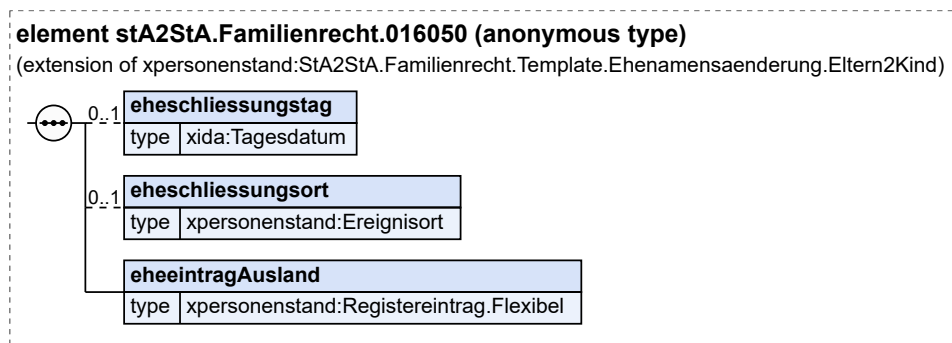 element stA2StA.Familienrecht.016050 (anonymous type)
(extension of xpersonenstand:StA2StA.Familienrecht.Template.Ehenamensaenderung.Eltern2Kind)
0..1 eheschliessungstag
type xida:Tagesdatum
0..1 eheschliessungsort
type xpersonenstand:Ereignisort
eheeintragAusland
type xpersonenstand:Registereintrag.Flexibel